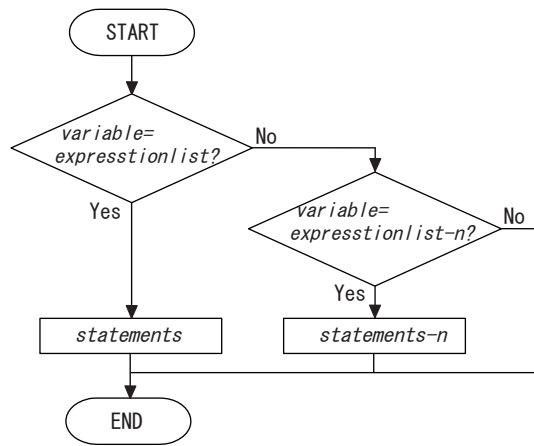 START
variable=
expresstionlist?
No
Yes
variable=
expresstionlist-n?
No
Yes
statements
statements-n
END